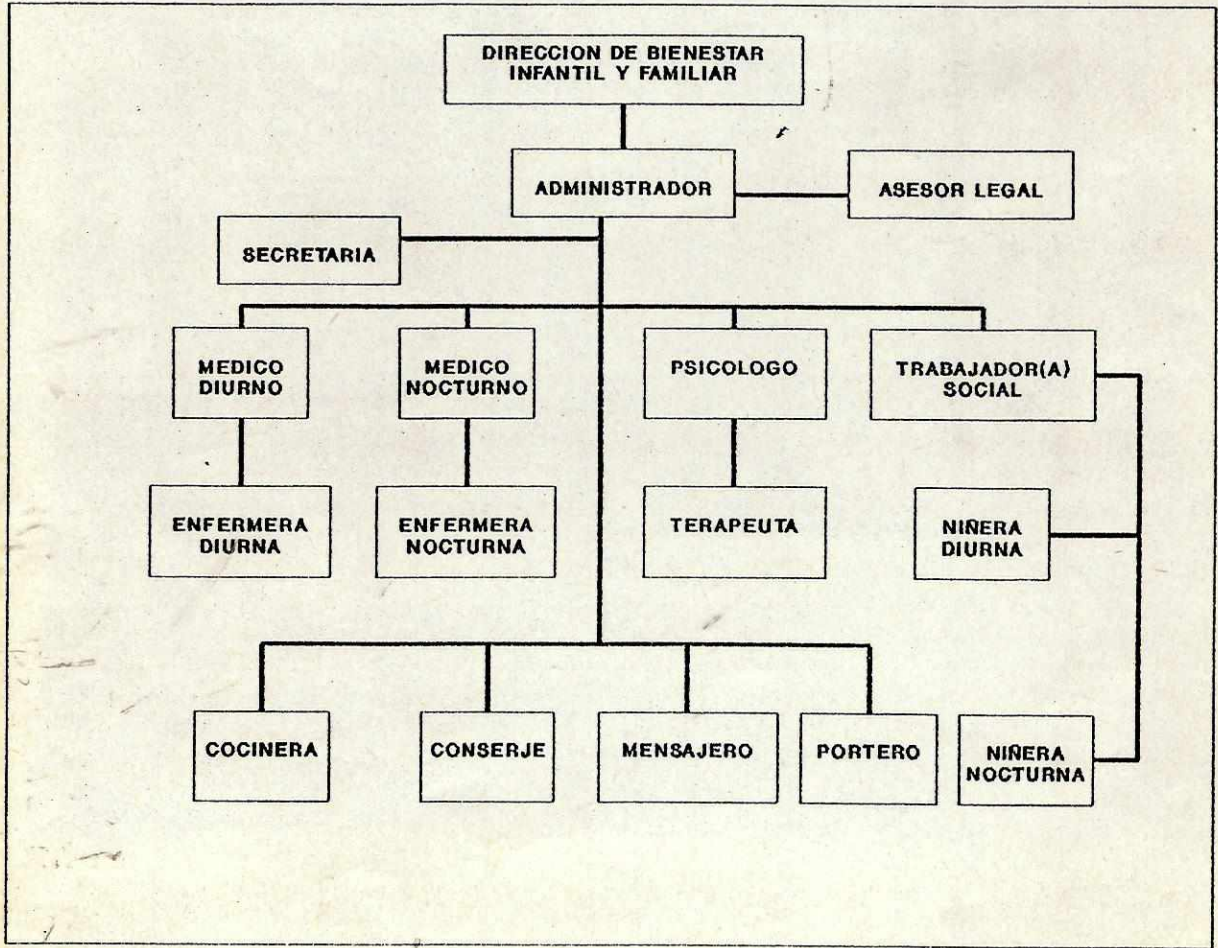 DIRECCION DE BIENESTAR
INFANTIL Y FAMILIAR
ADMINISTRADOR
ASESOR LEGAL
SECRETARIA
MEDICO
DIURNO
MEDICO
NOCTURNO
PSICOLOGO
TRABAJADOR(A)
SOCIAL
ENFERMERA
DIURNA
ENFERMERA
NOCTURNA
TERAPEUTA
NIÑERA
DIURNA
COCINERA
CONSERJE
MENSAJERO
PORTERO
NIÑERA
NOCTURNA